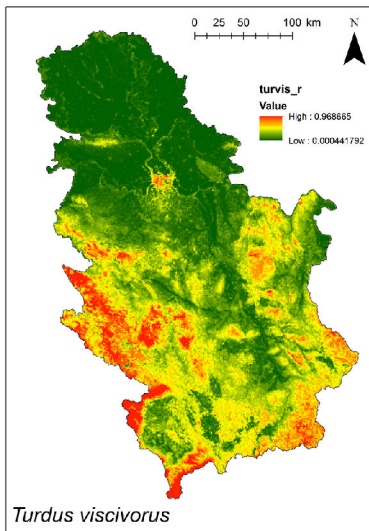 0 25 50 100 km
N
turvis_r
Value
High : 0.968665
Low : 0.000441792
Turdus viscivorus